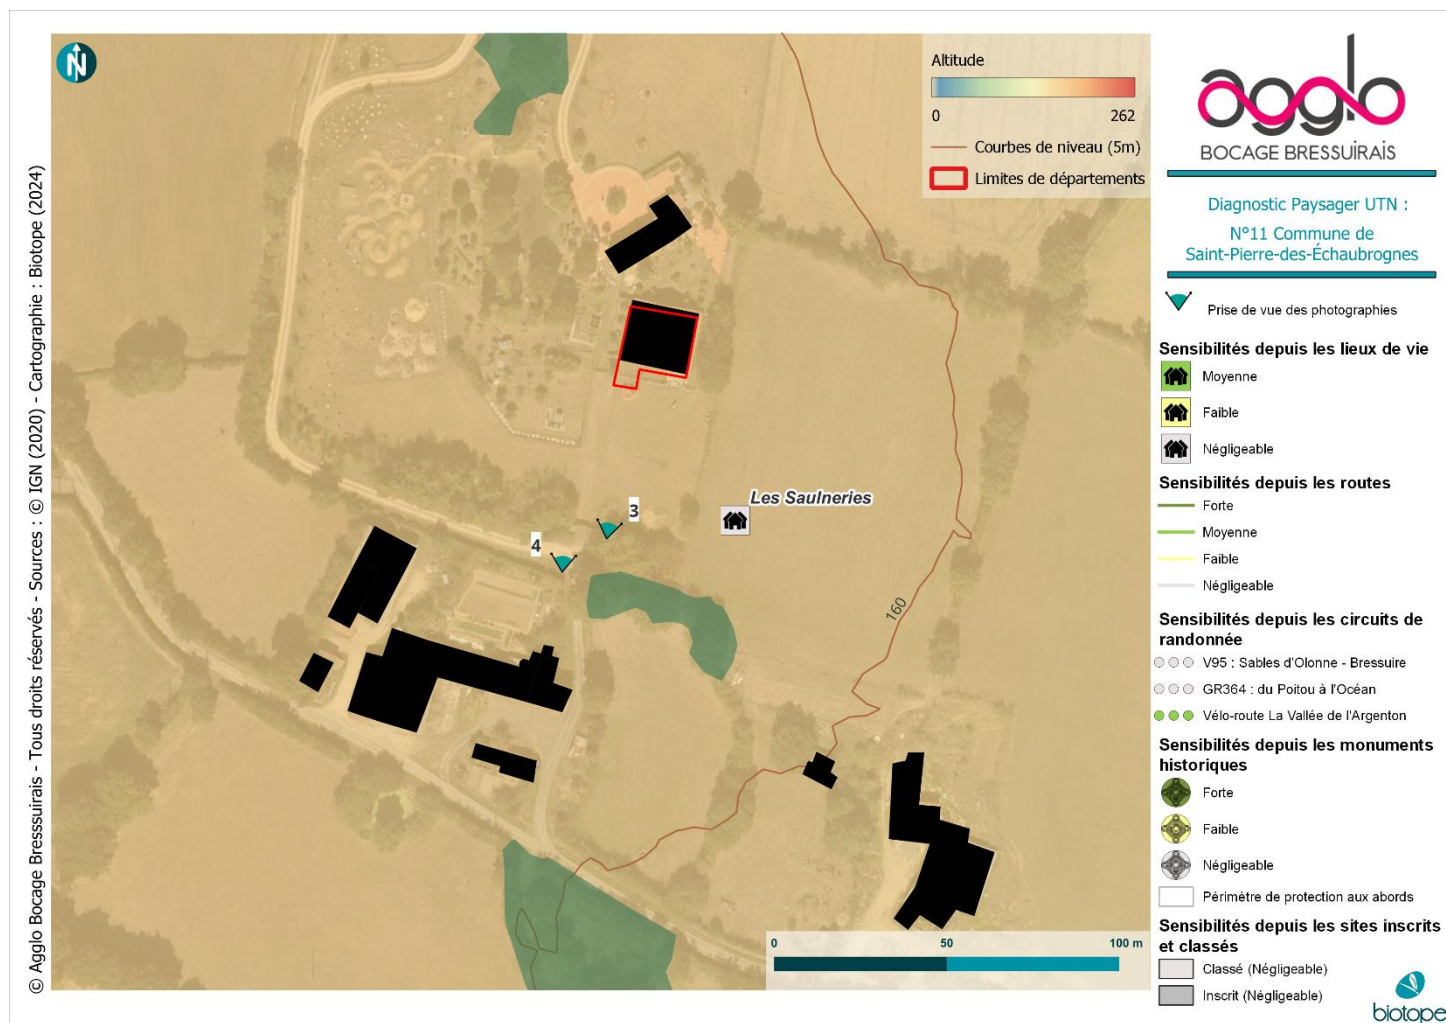 © Agglo Bocage Bresssuirais - Tous droits réservés - Sources : © IGN (2020) - Cartographie : Biotope (2024)
N
Altitude
0 262
Courbes de niveau (5m)
Limites de départements
3
4
Les Saulneries
160
0 50 100 m
agglo
BOCAGE BRESSUIRAIS
Diagnostic Paysager UTN :
N°11 Commune de
Saint-Pierre-des-Échaubrognes
Prise de vue des photographies
Sensibilités depuis les lieux de vie
Moyenne
Faible
Négligeable
Sensibilités depuis les routes
Forte
Moyenne
Faible
Négligeable
Sensibilités depuis les circuits de
randonnée
V95 : Sables d'Olonne - Bressuire
GR364 : du Poitou à l'Océan
Vélo-route La Vallée de l'Argenton
Sensibilités depuis les monuments
historiques
Forte
Faible
Négligeable
Périmètre de protection aux abords
Sensibilités depuis les sites inscrits
et classés
Classé (Négligeable)
Inscrit (Négligeable)
biotope